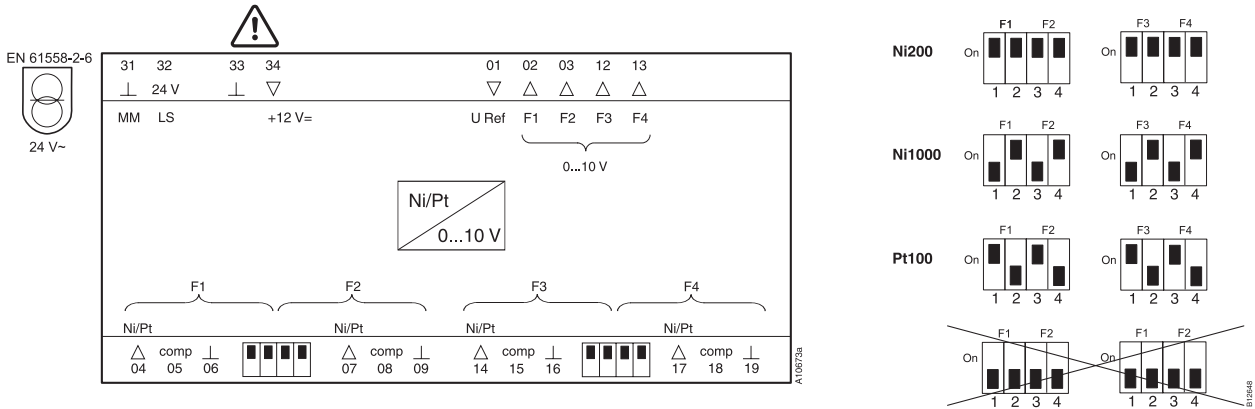 EN 61558-2-6
24 V~
31 32 33 34 01 02 03 12 13
24 V
MM LS +12 V= U Ref F1 F2 F3 F4
0...10 V
Ni/Pt
0...10 V
F1 F2 F3 F4
Ni/Pt Ni/Pt Ni/Pt Ni/Pt
comp comp comp comp
04 05 06 07 08 09 14 15 16 17 18 19
A10673a
F1 F2 F3 F4
Ni200 On On
1 2 3 4 1 2 3 4
F1 F2 F3 F4
Ni1000 On On
1 2 3 4 1 2 3 4
F1 F2 F3 F4
Pt100 On On
1 2 3 4 1 2 3 4
F1 F2 F1 F2
On On
1 2 3 4 1 2 3 4
B12648